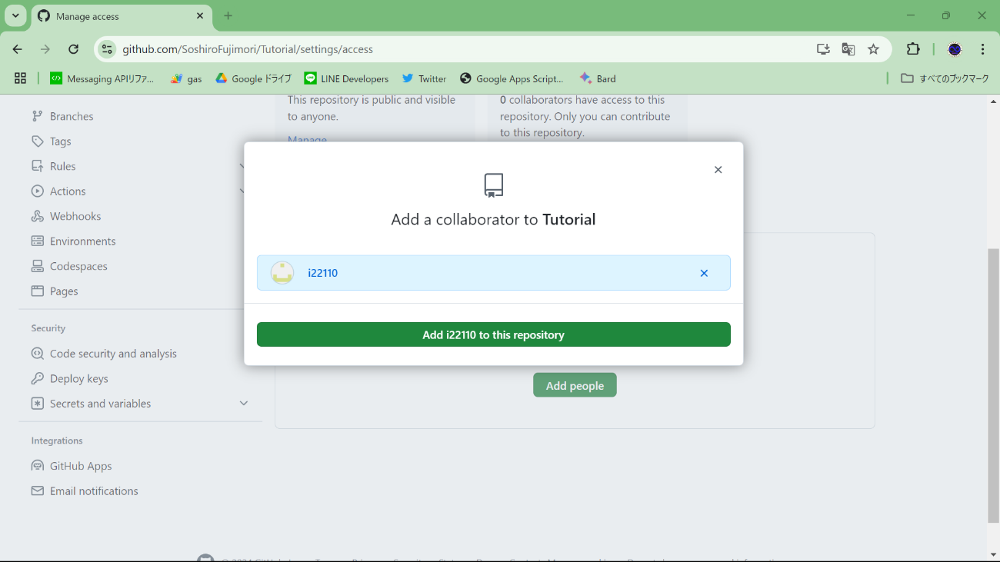 Manage access
github.com/SoshiroFujimori/Tutorial/settings/access
Messaging APIリファ...
gas
Google ドライブ
LINE Developers
Twitter
Google Apps Script...
Bard
すべてのブックマーク
This repository is public and visible
to anyone.
Manage
0 collaborators have access to this
repository. Only you can contribute
to this repository.
Branches
Tags
Rules
Actions
Webhooks
Environments
Codespaces
Pages
Security
Code security and analysis
Deploy keys
Secrets and variables
Integrations
GitHub Apps
Email notifications
Add a collaborator to Tutorial
i22110
Add i22110 to this repository
Add people